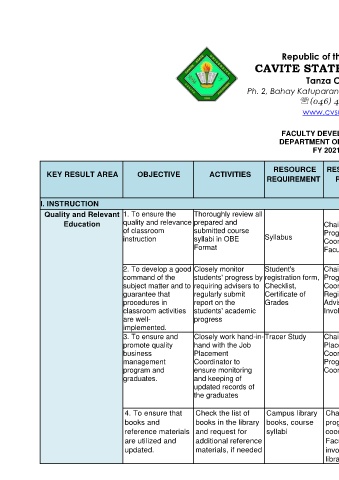 Republic of th
CAVITE STATE
Tanza C
Ph. 2, Bahay Katuparan
☏(046) 4
www.cvs
FACULTY DEVEL
DEPARTMENT OF
FY 2021
KEY RESULT AREA
OBJECTIVE
ACTIVITIES
RESOURCE
REQUIREMENT
RES
I. INSTRUCTION
Quality and Relevant
Education
1. To ensure the
quality and relevance
of classroom
instruction
Thoroughly review all
prepared and
submitted course
syllabi in OBE
Format
Syllabus
Chai
Prog
Coor
Facu
2. To develop a good
command of the
subject matter and to
guarantee that
procedures in
classroom activities
are well-
implemented.
Closely monitor
students' progress by
requiring advisers to
regularly submit
report on the
students' academic
progress
Student's
registration form,
Checklist,
Certificate of
Grades
Chai
Prog
Coor
Regi
Advis
Invol
3. To ensure and
promote quality
business
management
program and
graduates.
Closely work hand-in-
hand with the Job
Placement
Coordinator to
ensure monitoring
and keeping of
updated records of
the graduates
Tracer Study
Chai
Plac
Coor
Prog
Coor
4. To ensure that
books and
reference materials
are utilized and
updated.
Check the list of
books in the library
and request for
additional reference
materials, if needed
Campus library
books, course
syllabi
Cha
prog
coor
Fac
invo
libra